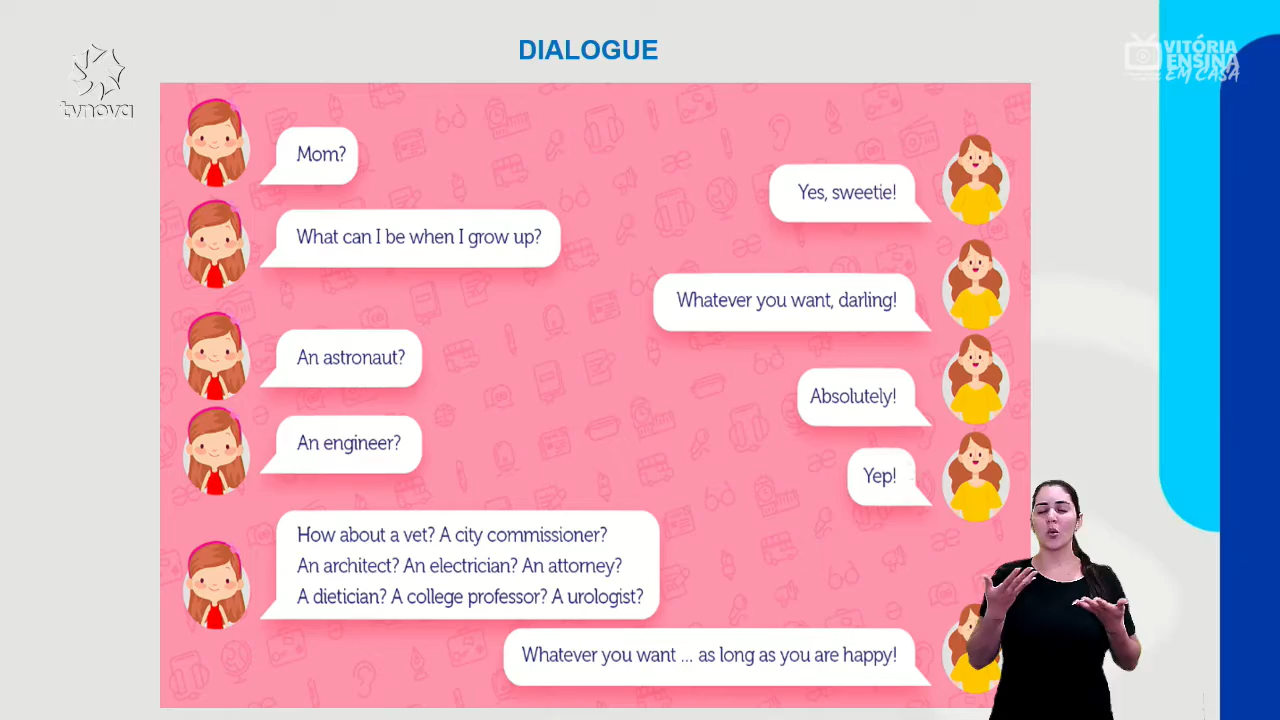 DIALOGUE
tvnova
VITÓRIA
ENSINA
EM CASA
Mom?
Yes, sweetie!
What can I be when I grow up?
Whatever you want, darling!
An astronaut?
Absolutely!
An engineer?
Yep!
How about a vet? A city commissioner?
An architect? An electrician? An attorney?
A dietician? A college professor? A urologist?
Whatever you want ... as long as you are happy!